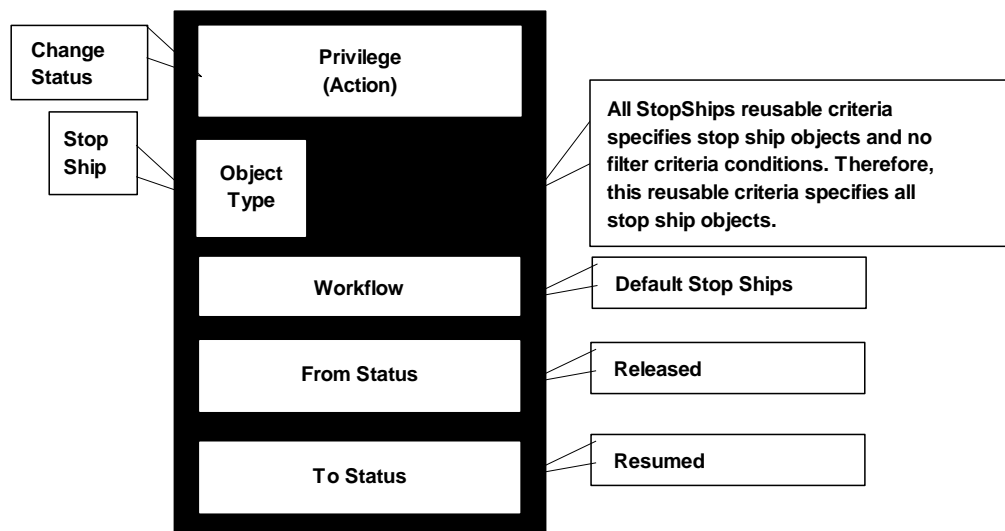 Change
Status
Privilege
(Action)
Stop
Ship
Object
Type
All StopShips reusable criteria
specifies stop ship objects and no
filter criteria conditions. Therefore,
this reusable criteria specifies all
stop ship objects.
Workflow
Default Stop Ships
From Status
Released
To Status
Resumed